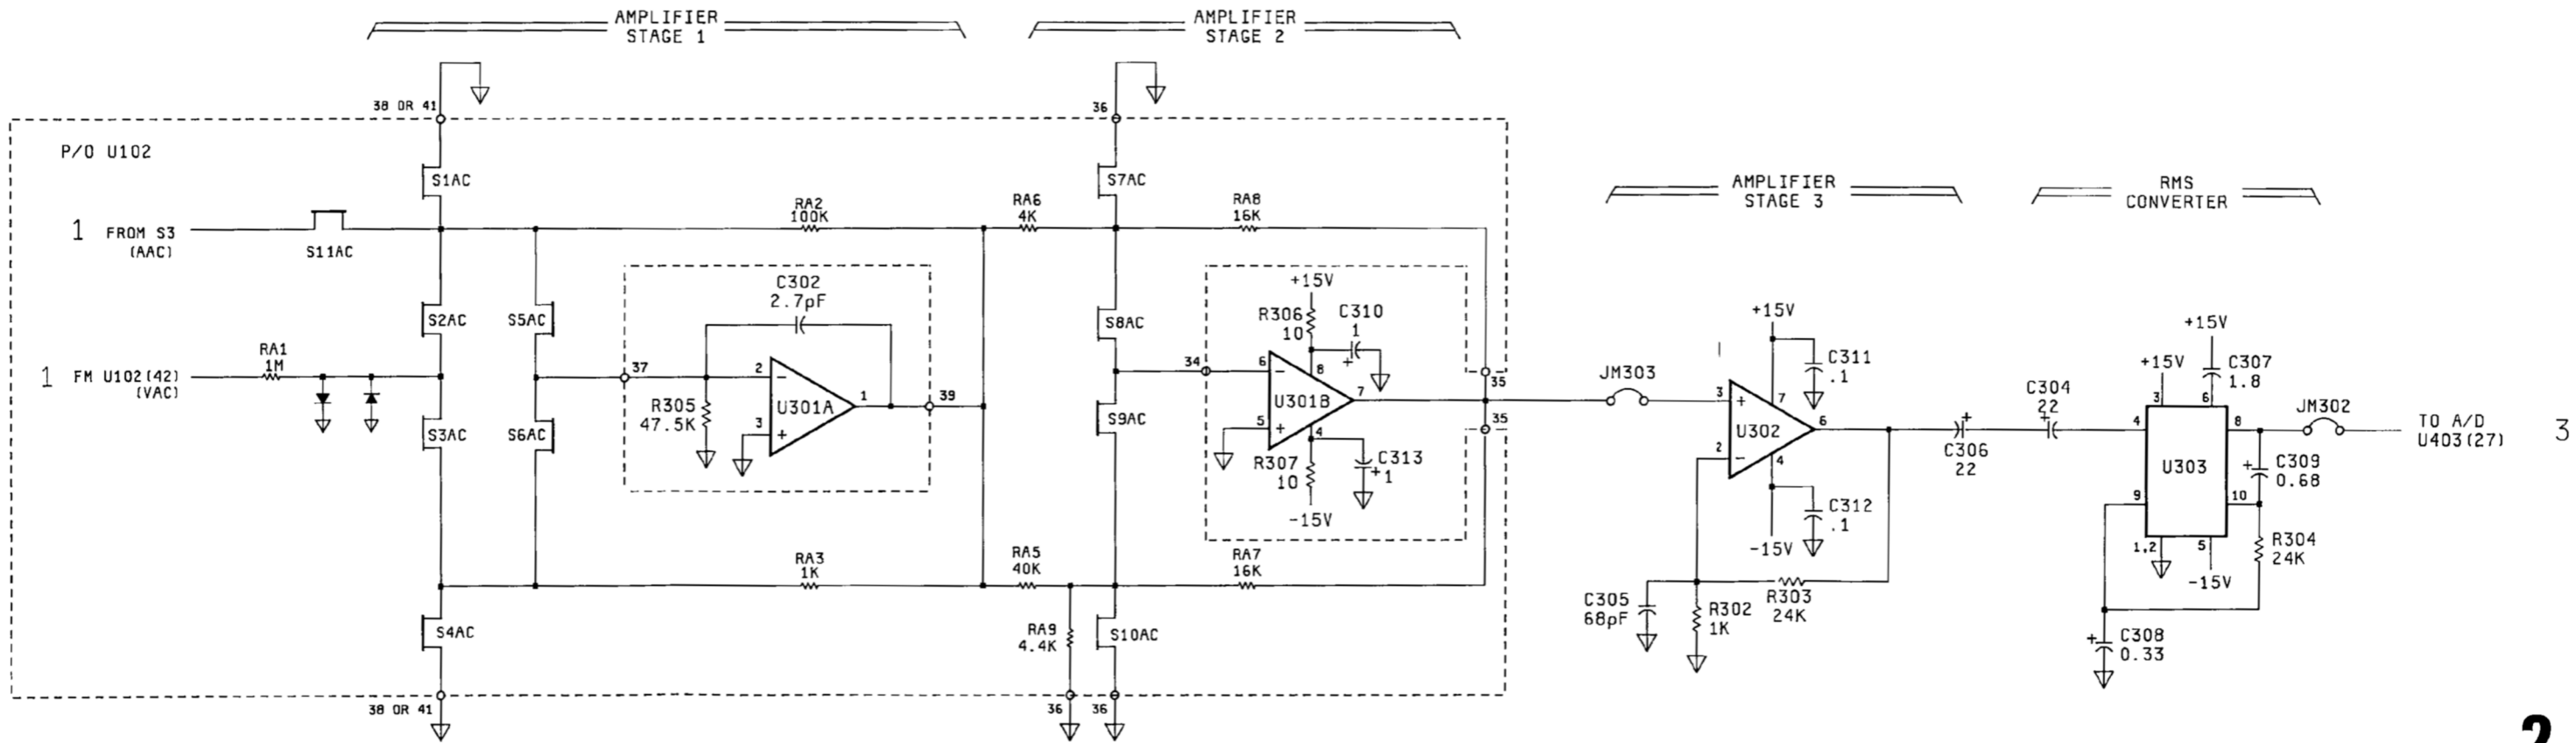 AMPLIFIER
STAGE 1
AMPLIFIER
STAGE 2
38 OR 41
36
P/O U102
S1AC
S7AC
AMPLIFIER
STAGE 3
RMS
CONVERTER
1 FROM S3
(AAC)
S11AC
RA2
100K
RA6
4K
RA8
16K
S2AC
S5AC
C302
2.7pF
S8AC
+15V
R306
10
C310
1
+
8
RA1
1M
1 FM U102(42)
(VAC)
37
2
-
U301A
1
39
3
+
R305
47.5K
S3AC
S6AC
34
6
-
U301B
7
5
+
4
S9AC
R307
10
C313
+1
-15V
35
35
JM303
+15V
C311
.1
3
+
7
U302
6
2
-
4
C312
.1
-15V
+
C306
22
C304
22
+
+15V
+15V
C307
1.8
3
6
4
8
U303
9
10
1,2
5
-15V
JM302
TO A/D
U403(27)
3
+
C309
0.68
R304
24K
+
C308
0.33
RA3
1K
RA5
40K
RA7
16K
S4AC
RA9
4.4K
S10AC
C305
68pF
R302
1K
R303
24K
38 OR 41
36
36
2